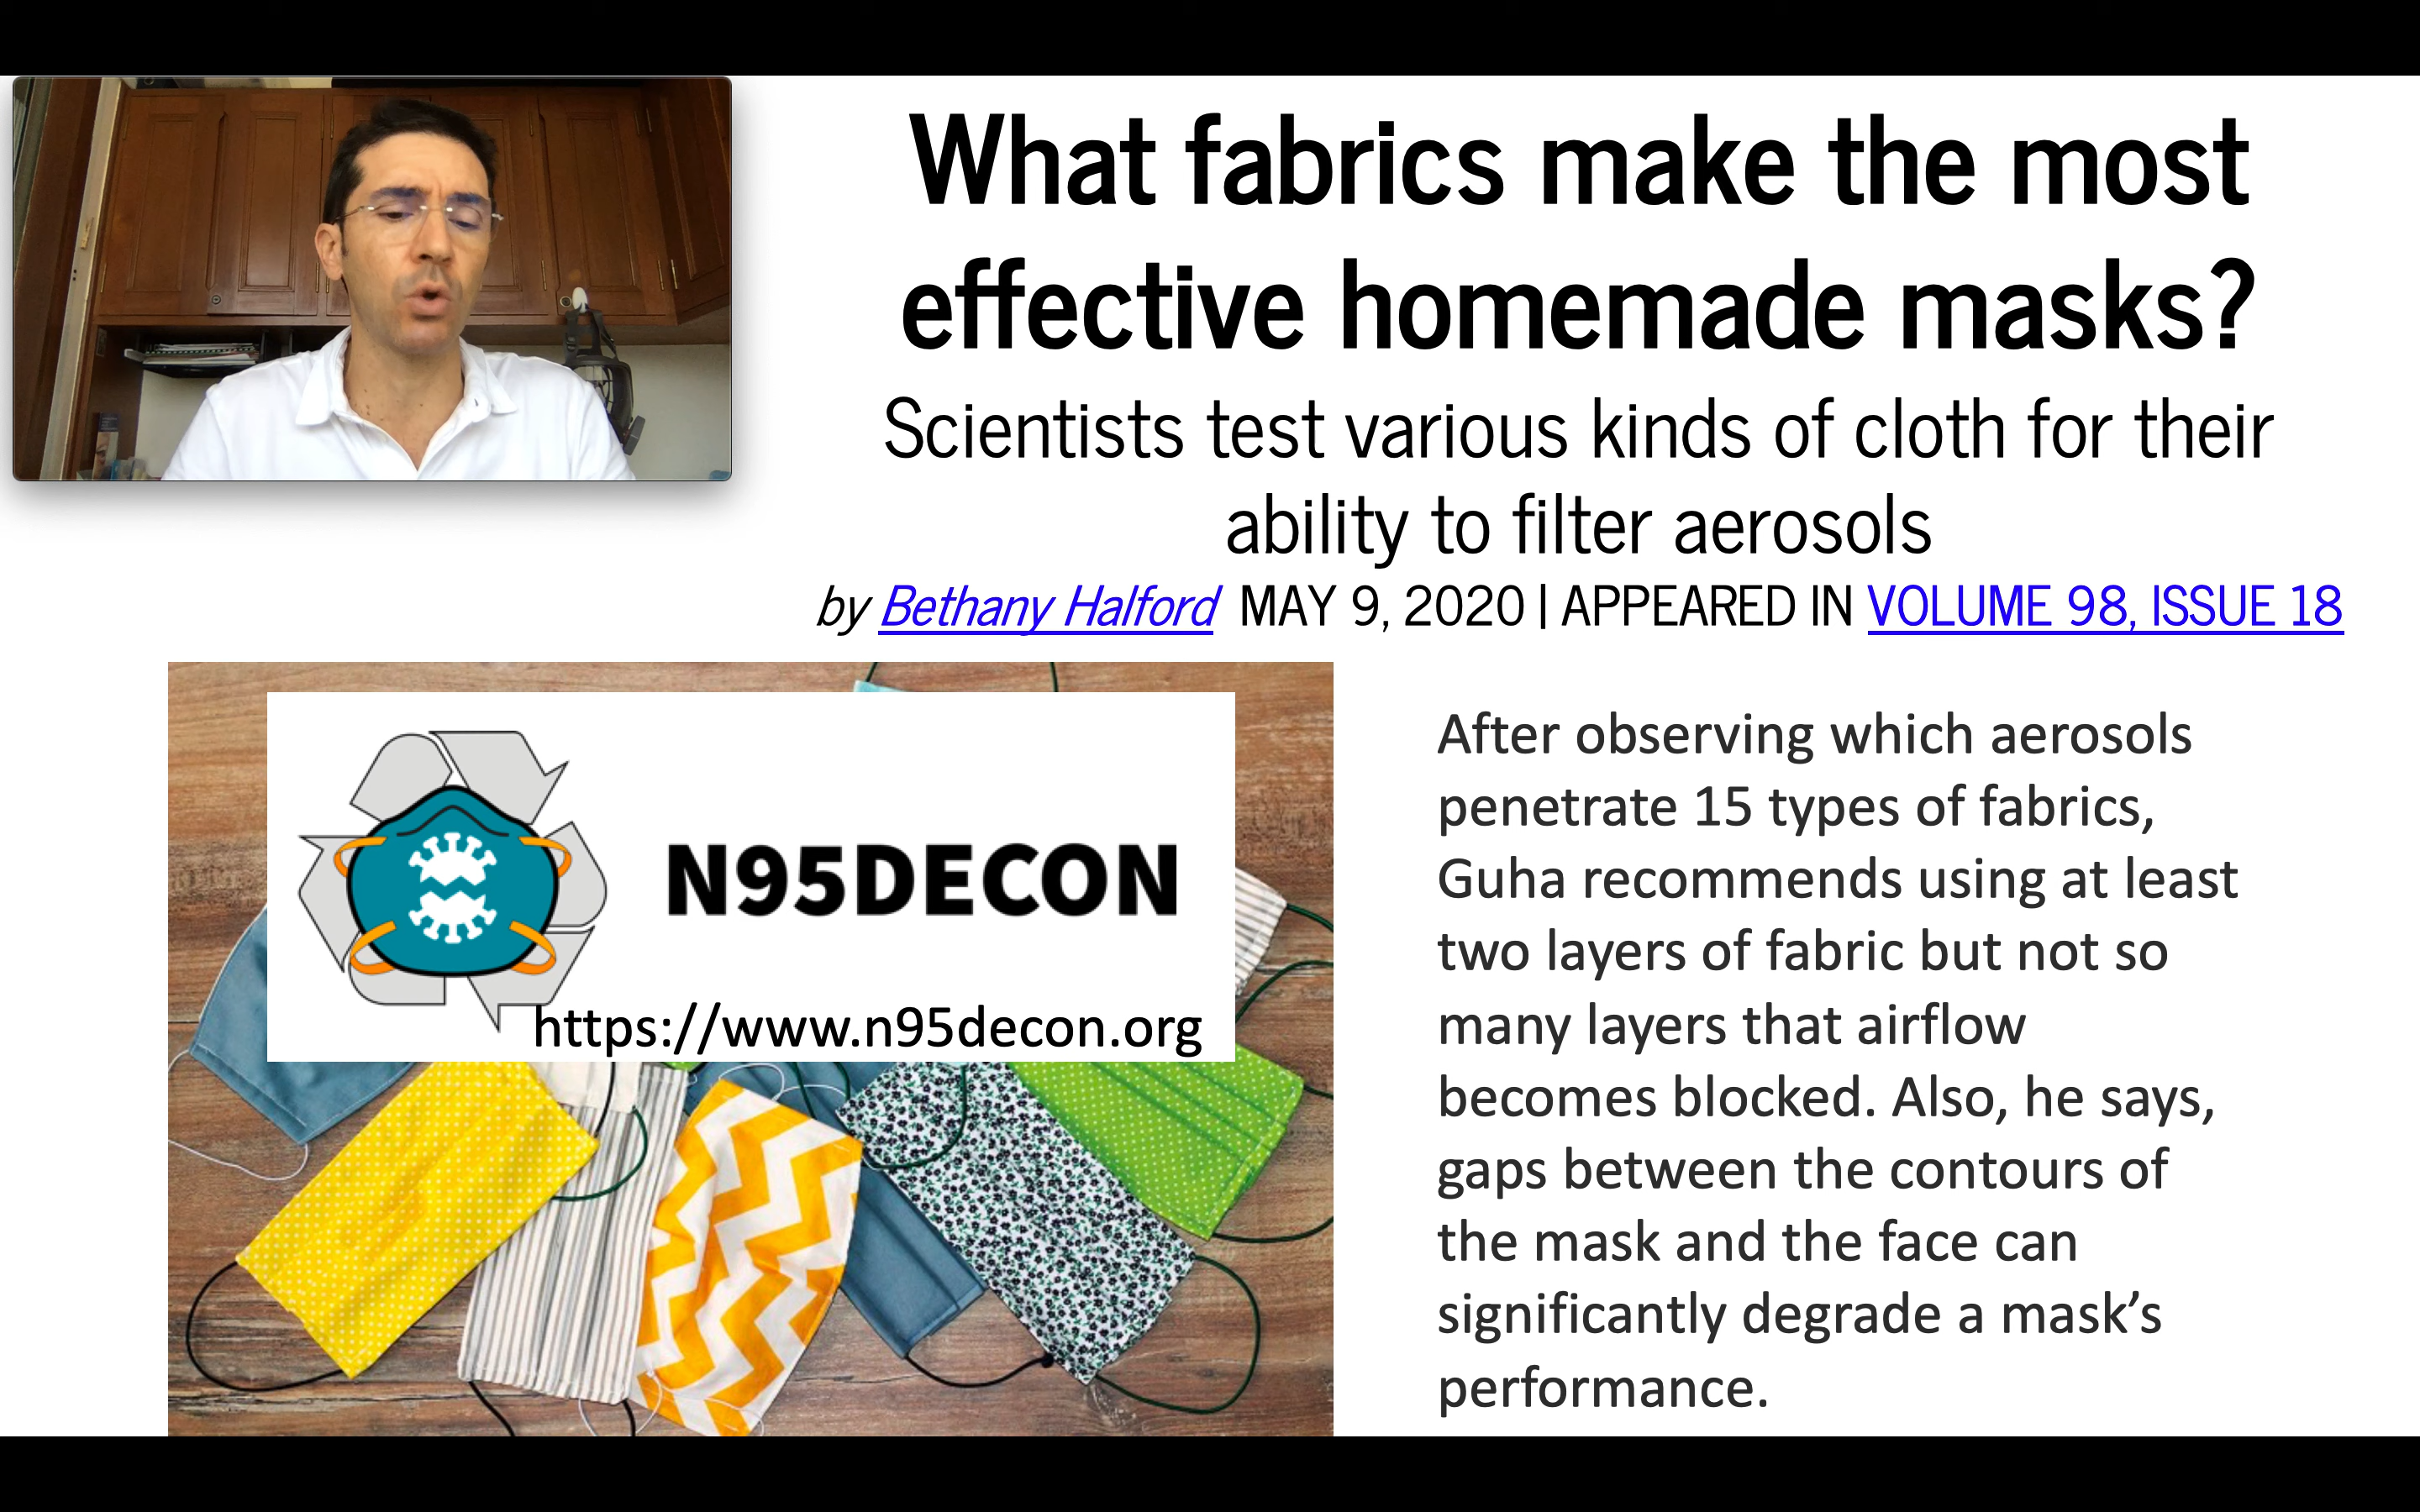 What fabrics make the most
effective homemade masks?
Scientists test various kinds of cloth for their
ability to filter aerosols
by Bethany Halford MAY 9, 2020 | APPEARED IN VOLUME 98, ISSUE 18
N95DECON
https://www.n95decon.org
After observing which aerosols
penetrate 15 types of fabrics,
Guha recommends using at least
two layers of fabric but not so
many layers that airflow
becomes blocked. Also, he says,
gaps between the contours of
the mask and the face can
significantly degrade a mask’s
performance.